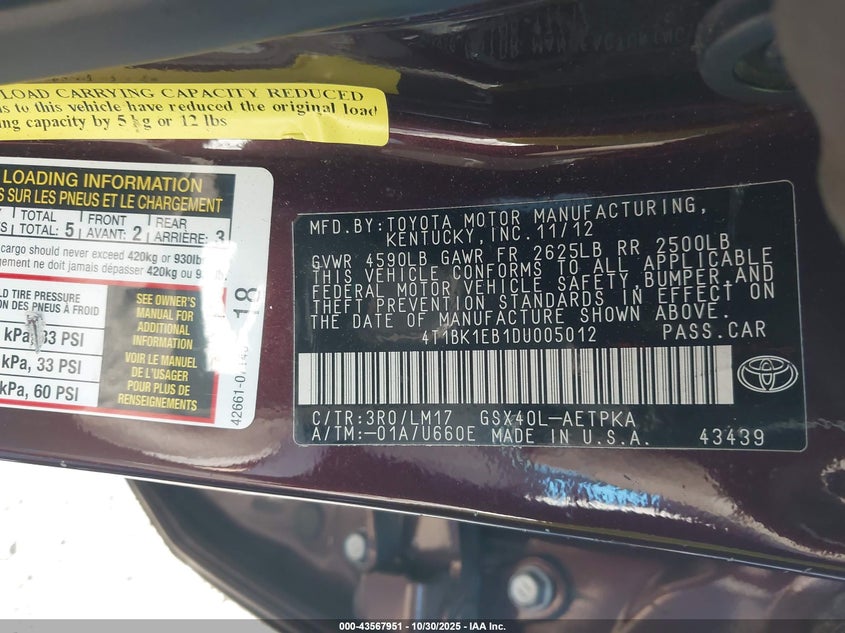 LOAD CARRYING CAPACITY REDUCED
to this vehicle have reduced the original load
capacity by 5 kg or 12 lbs
LOADING INFORMATION
SUR LES PNEUS ET LE CHARGEMENT
TOTAL 5 FRONT 2 REAR 3
TOTAL: AVANT: ARRIÈRE:
cargo should never exceed 420kg or 930lb
ne doit jamais dépasser 420kg ou
TIRE PRESSURE
DES PNEUS À FROID
kPa, 33 PSI
kPa, 33 PSI
kPa, 60 PSI
SEE OWNER'S
MANUAL FOR
ADDITIONAL
INFORMATION
VOIR LE MANUEL
DE L'USAGER
POUR PLUS DE
RENSEIGNEMENTS
18
MFD.BY: TOYOTA MOTOR MANUFACTURING,
KENTUCKY, INC. 11/12
GVWR 4590LB GAWR FR 2625LB RR 2500LB
THIS VEHICLE CONFORMS TO ALL APPLICABLE
FEDERAL MOTOR VEHICLE SAFETY, BUMPER, AND
THEFT PREVENTION STANDARDS IN EFFECT ON
THE DATE OF MANUFACTURE SHOWN ABOVE.
4T1BK1EB1DU005012 PASS.CAR
C/TR:3R0/LM17 GSX40L-AETPKA
A/TM:-01A/U660E MADE IN U.S.A. 43439
000-43567951 - 10/30/2025 - IAA Inc.